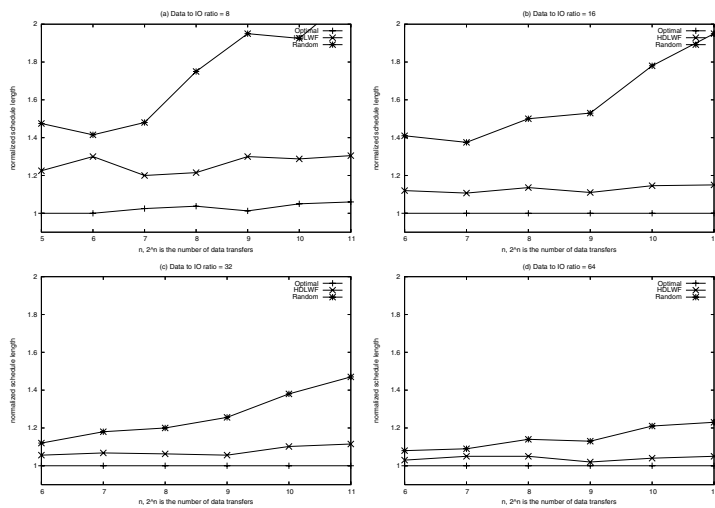 (a) Data to IO ratio = 8
Optimal
HDLWF
Random
normalized schedule length
2
1.8
1.6
1.4
1.2
1
5 6 7 8 9 10 11
n, 2^n is the number of data transfers
(b) Data to IO ratio = 16
Optimal
HDLWF
Random
normalized schedule length
2
1.8
1.6
1.4
1.2
1
6 7 8 9 10 1
n, 2^n is the number of data transfers
(c) Data to IO ratio = 32
Optimal
HDLWF
Random
normalized schedule length
2
1.8
1.6
1.4
1.2
1
6 7 8 9 10 11
n, 2^n is the number of data transfers
(d) Data to IO ratio = 64
Optimal
HDLWF
Random
normalized schedule length
2
1.8
1.6
1.4
1.2
1
6 7 8 9 10 1
n, 2^n is the number of data transfers